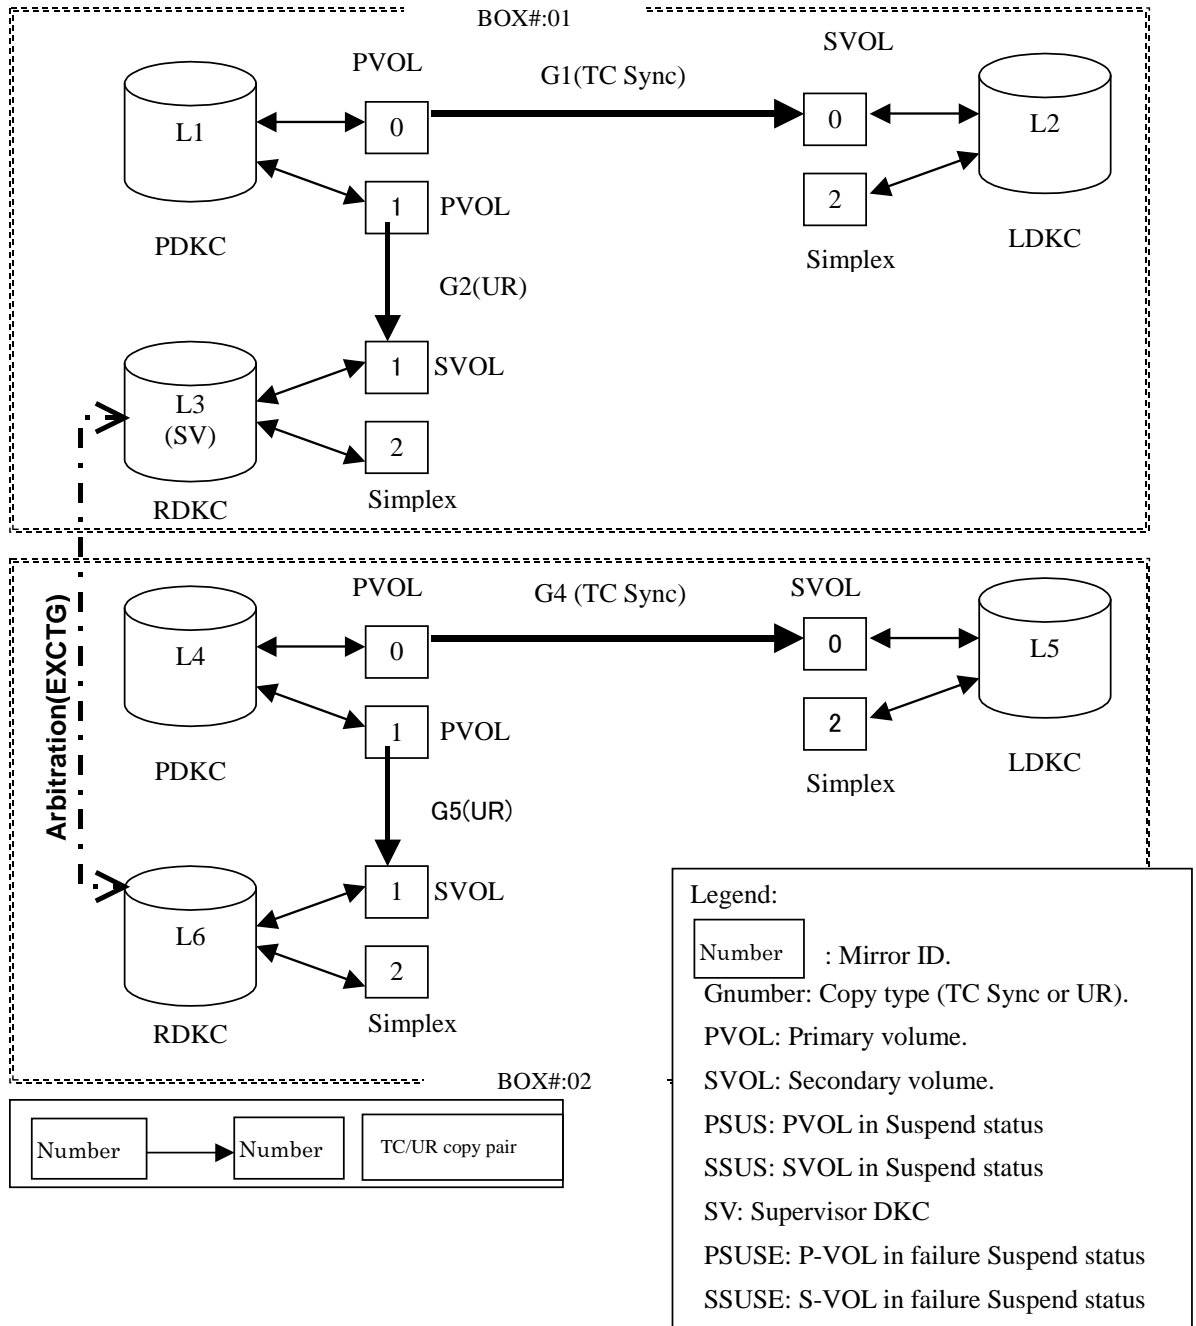 BOX#:01
SVOL
PVOL
G1(TC Sync)
L1
0
0
L2
1
PVOL
2
PDKC
LDKC
Simplex
G2(UR)
1
SVOL
L3
(SV)
2
Simplex
RDKC
PVOL
G4 (TC Sync)
SVOL
Arbitration(EXCTG)
L4
0
0
L5
1
PVOL
2
PDKC
LDKC
Simplex
G5(UR)
1
SVOL
L6
2
Simplex
RDKC
BOX#:02
Legend:
Number : Mirror ID.
Gnumber: Copy type (TC Sync or UR).
PVOL: Primary volume.
SVOL: Secondary volume.
PSUS: PVOL in Suspend status
SSUS: SVOL in Suspend status
SV: Supervisor DKC
PSUSE: P-VOL in failure Suspend status
SSUSE: S-VOL in failure Suspend status
Number Number TC/UR copy pair